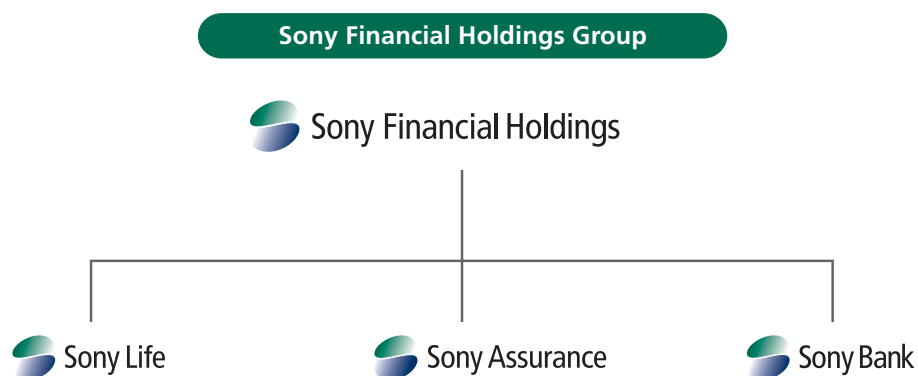 Sony Financial Holdings Group
Sony Financial Holdings
Sony Life
Sony Assurance
Sony Bank